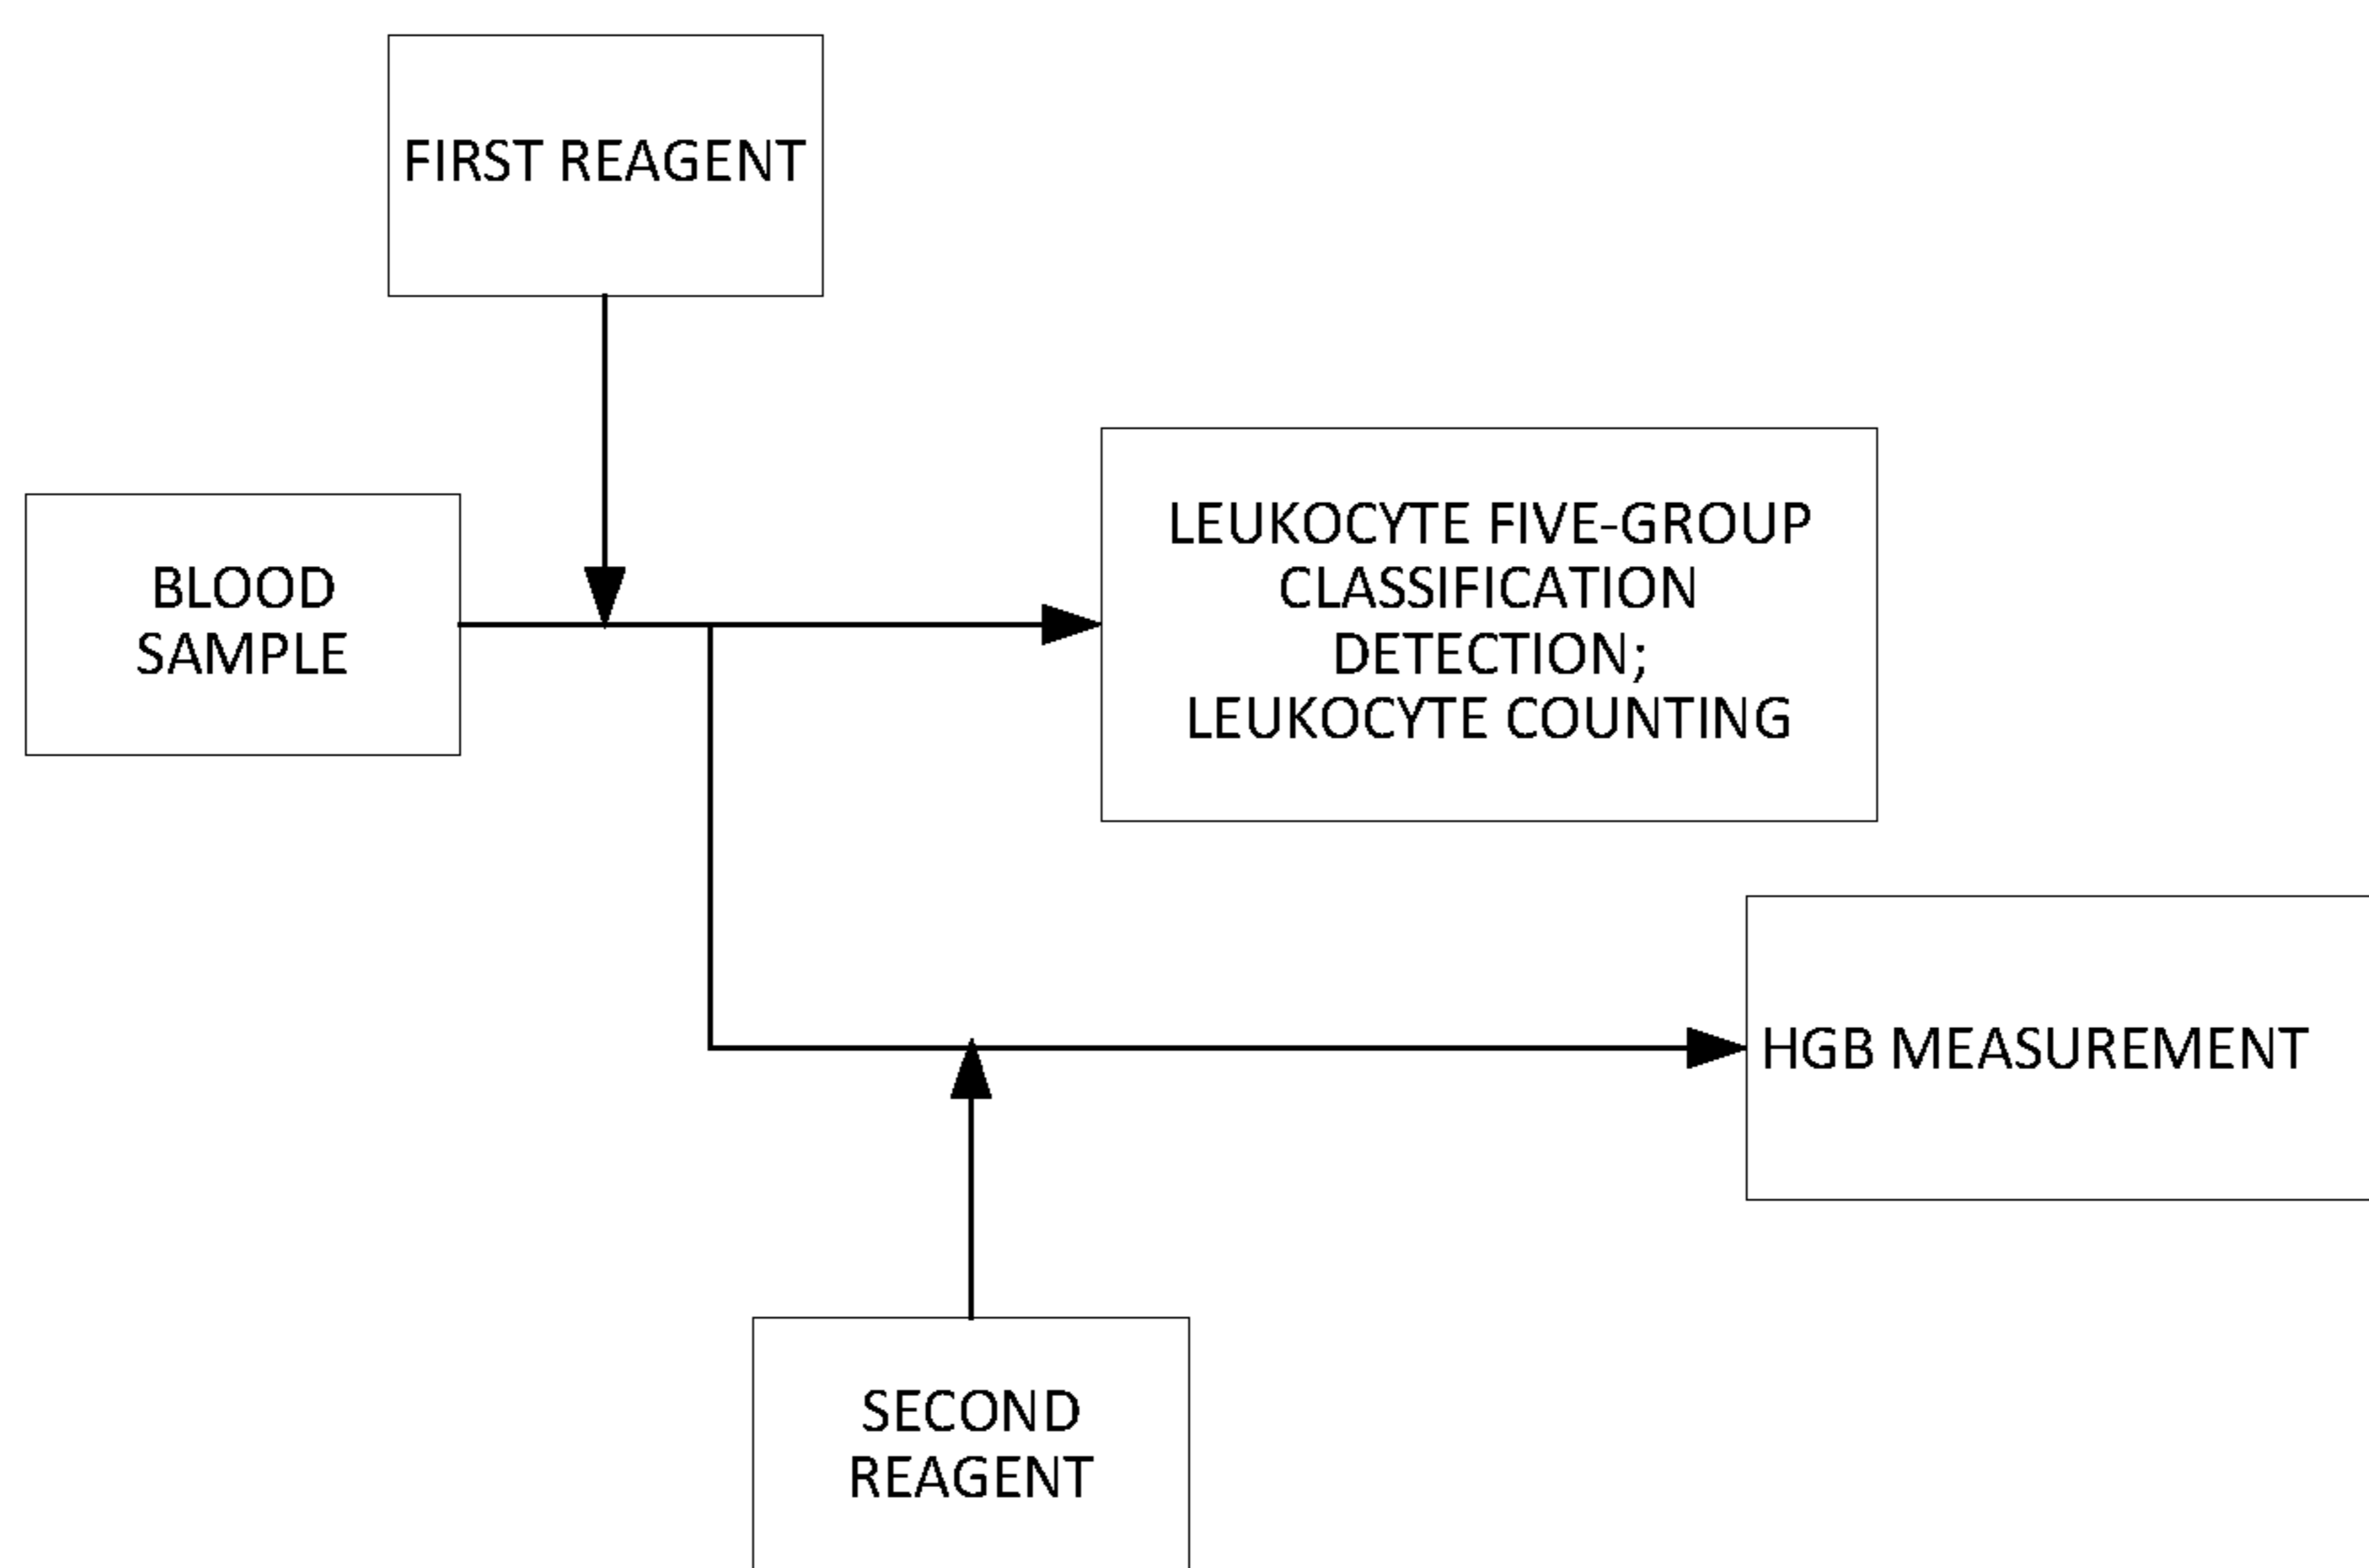 FIRST REAGENT
BLOOD
SAMPLE
LEUKOCYTE FIVE-GROUP
CLASSIFICATION
DETECTION;
LEUKOCYTE COUNTING
HGB MEASUREMENT
SECOND
REAGENT